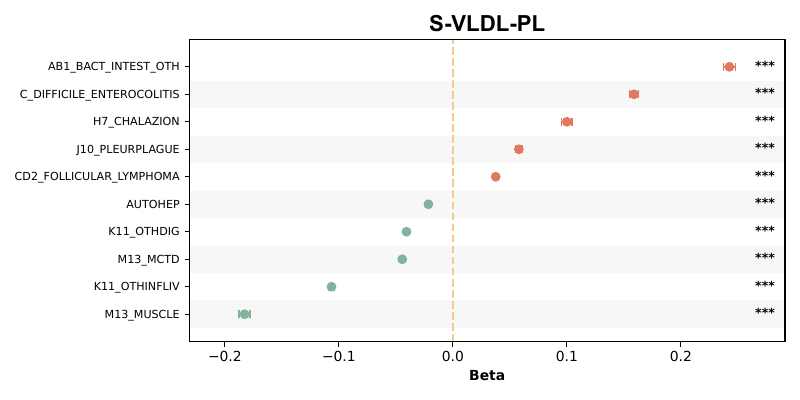 S-VLDL-PL
AB1_BACT_INTEST_OTH ***
C_DIFFICILE_ENTEROCOLITIS ***
H7_CHALAZION ***
J10_PLEURPLAGUE ***
CD2_FOLLICULAR_LYMPHOMA ***
AUTOHEP ***
K11_OTHDIG ***
M13_MCTD ***
K11_OTHINFLIV ***
M13_MUSCLE ***
−0.2 −0.1 0.0 0.1 0.2
Beta